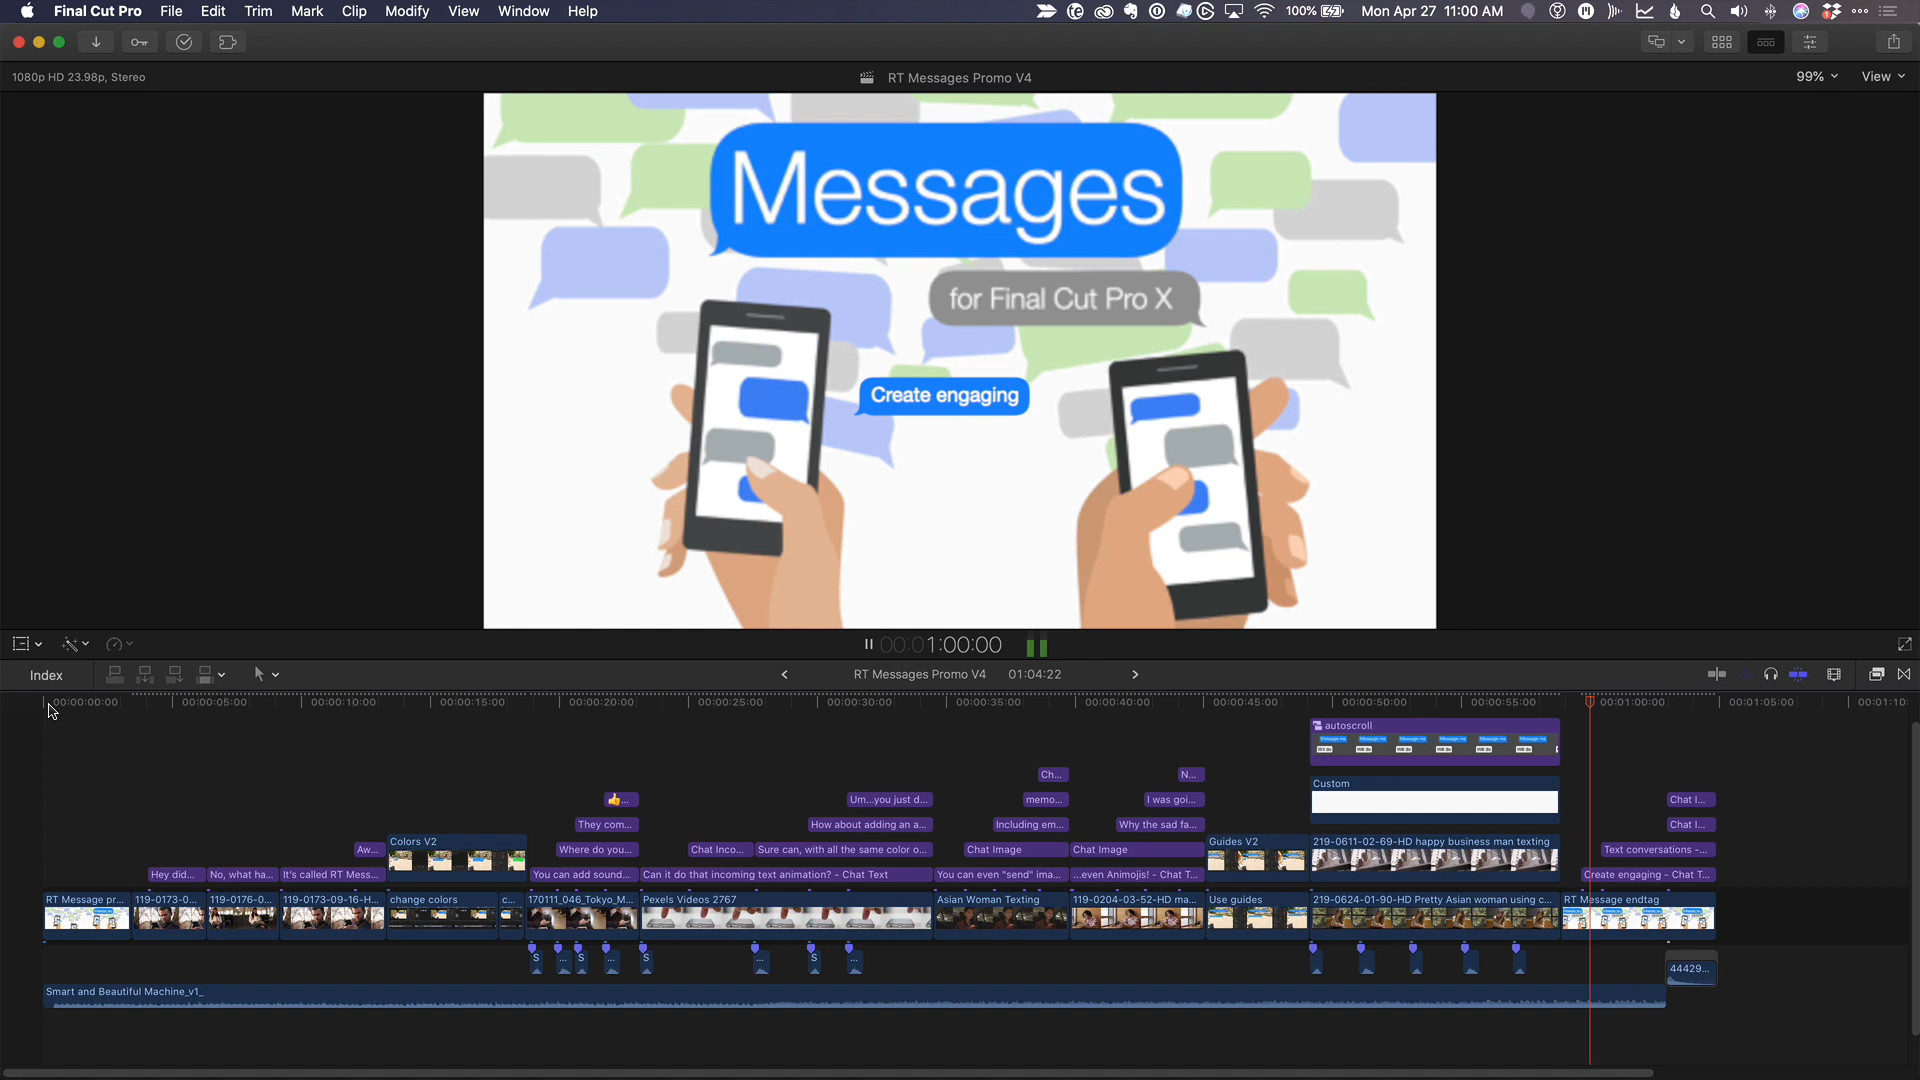 Final Cut Pro File Edit Trim Mark Clip Modify View Window Help 100% Mon Apr 27 11:00 AM
1080p HD 23.98p, Stereo RT Messages Promo V4 99% View
Messages
for Final Cut Pro X
Create engaging
00:01:00:00
Index RT Messages Promo V4 01:04:22
00:00:00:00 00:00:05:00 00:00:10:00 00:00:15:00 00:00:20:00 00:00:25:00 00:00:30:00 00:00:35:00 00:00:40:00 00:00:45:00 00:00:50:00 00:00:55:00 00:01:00:00 00:01:05:00 00:01:10:
autoscroll
Ch... N...
Custom
👍... Um...you just d... memo... I was goi... Chat I...
They com... How about adding an a... Including em... Why the sad fa... Chat I...
Colors V2 Guides V2 219-0611-02-69-HD happy business man texting
Aw... Where do you... Chat Inco... Sure can, with all the same color o... Chat Image Chat Image Text conversations -...
Hey did... No, what ha... It's called RT Mess... You can add sound... Can it do that incoming text animation? - Chat Text You can even "send" ima... ...even Animojis! - Chat T... Create engaging - Chat T...
RT Message pr... 119-0173-0... 119-0176-0... 119-0173-09-16-H... change colors c... 170111_046_Tokyo_M... Pexels Videos 2767 Asian Woman Texting 119-0204-03-52-HD ma... Use guides 219-0624-01-90-HD Pretty Asian woman using c... RT Message endtag
S ... S ... S ... S ...
44429...
Smart and Beautiful Machine_v1_